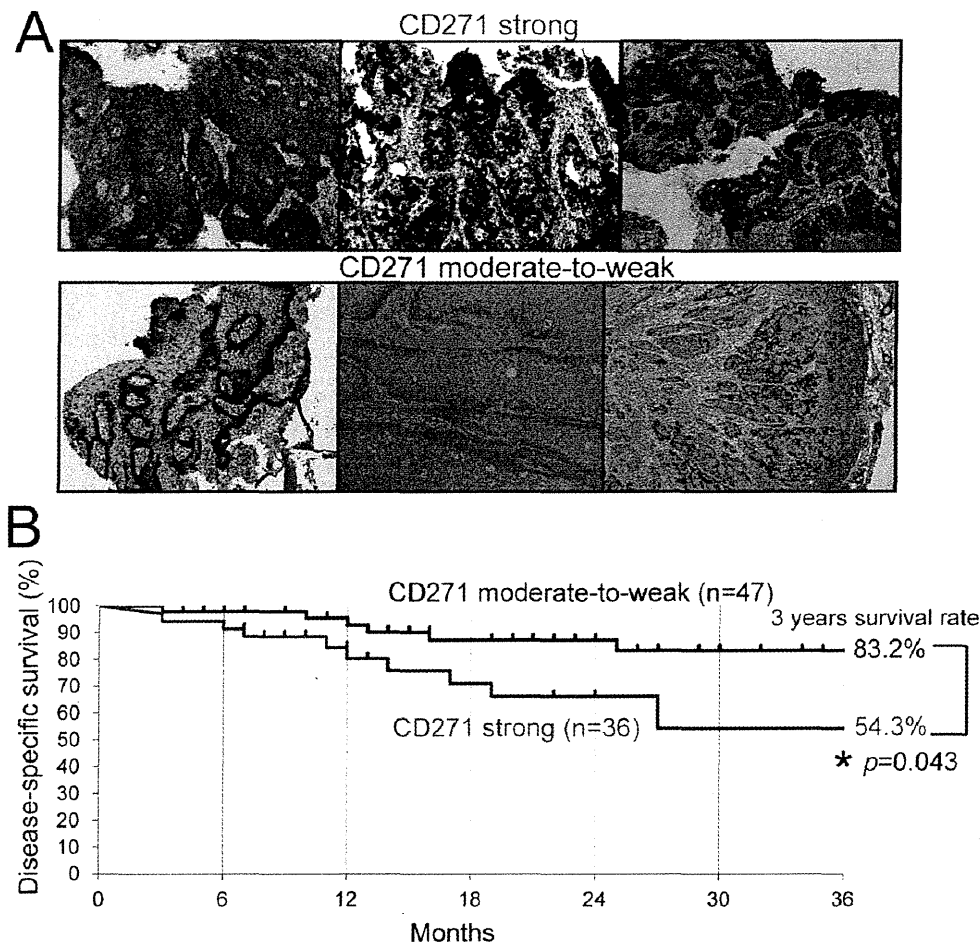 A
CD271 strong
CD271 moderate-to-weak
B
Disease-specific survival (%)
100
90
80
70
60
50
40
30
20
10
0
CD271 moderate-to-weak (n=47)
3 years survival rate
83.2%
CD271 strong (n=36)
54.3%
* p=0.043
0 6 12 18 24 30 36
Months